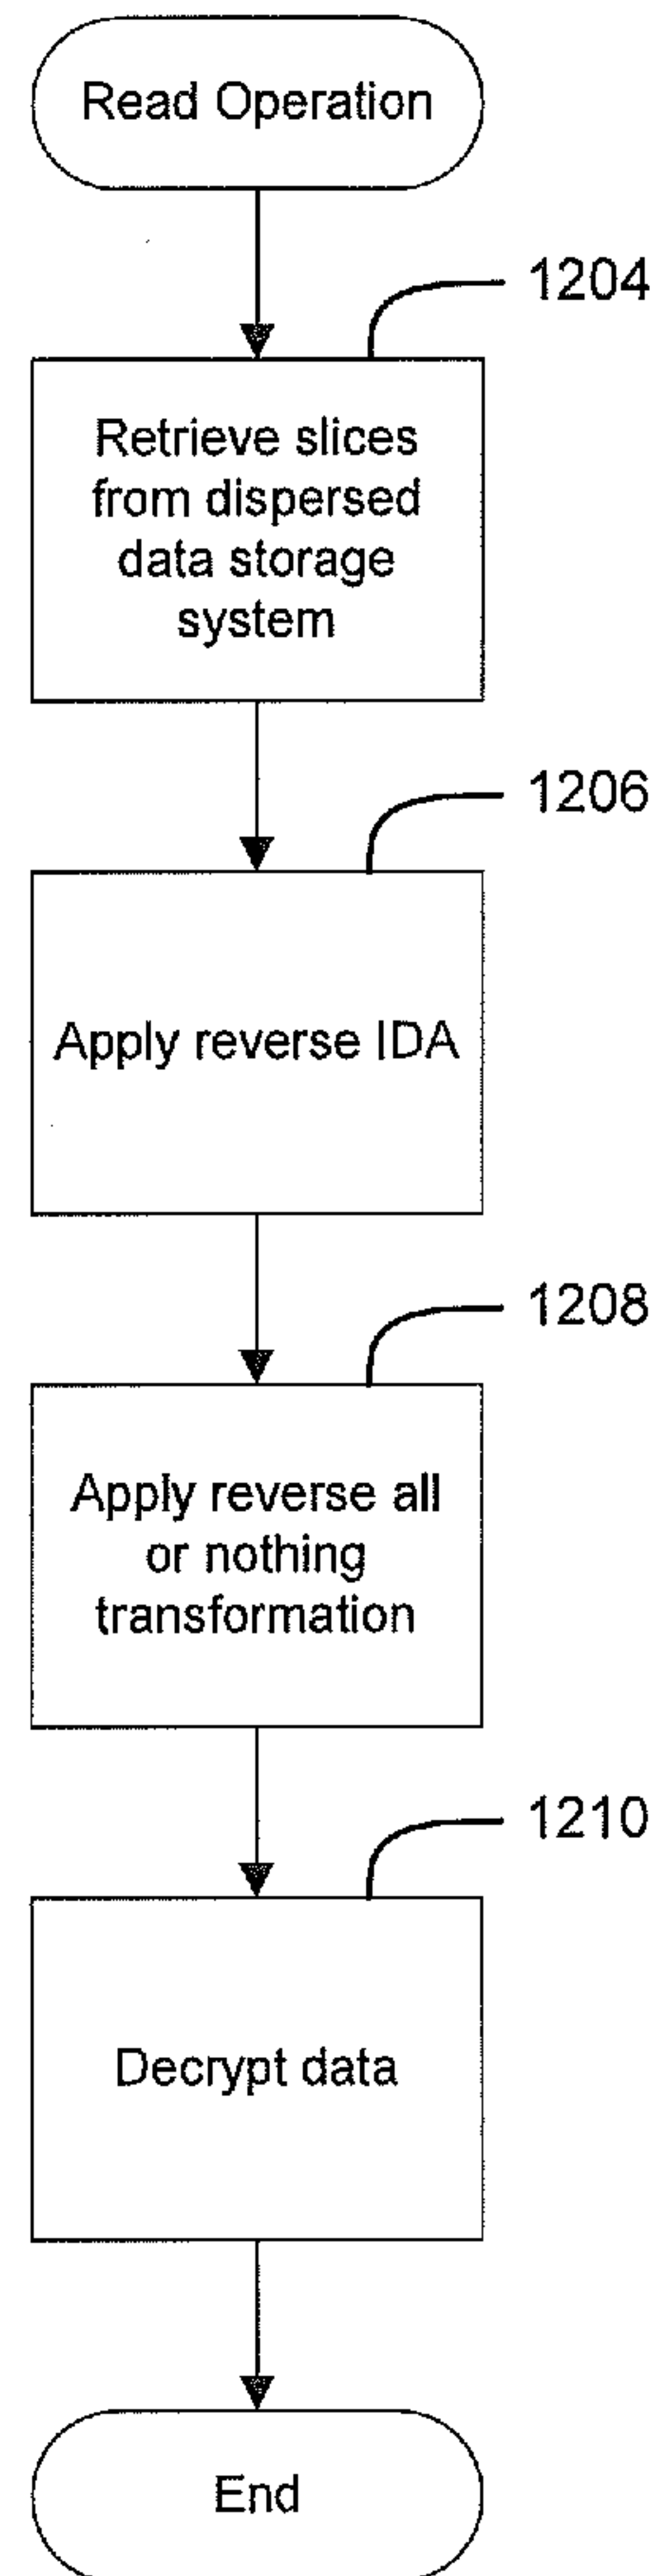 Read Operation
1204
Retrieve slices
from dispersed
data storage
system
1206
Apply reverse IDA
1208
Apply reverse all
or nothing
transformation
1210
Decrypt data
End